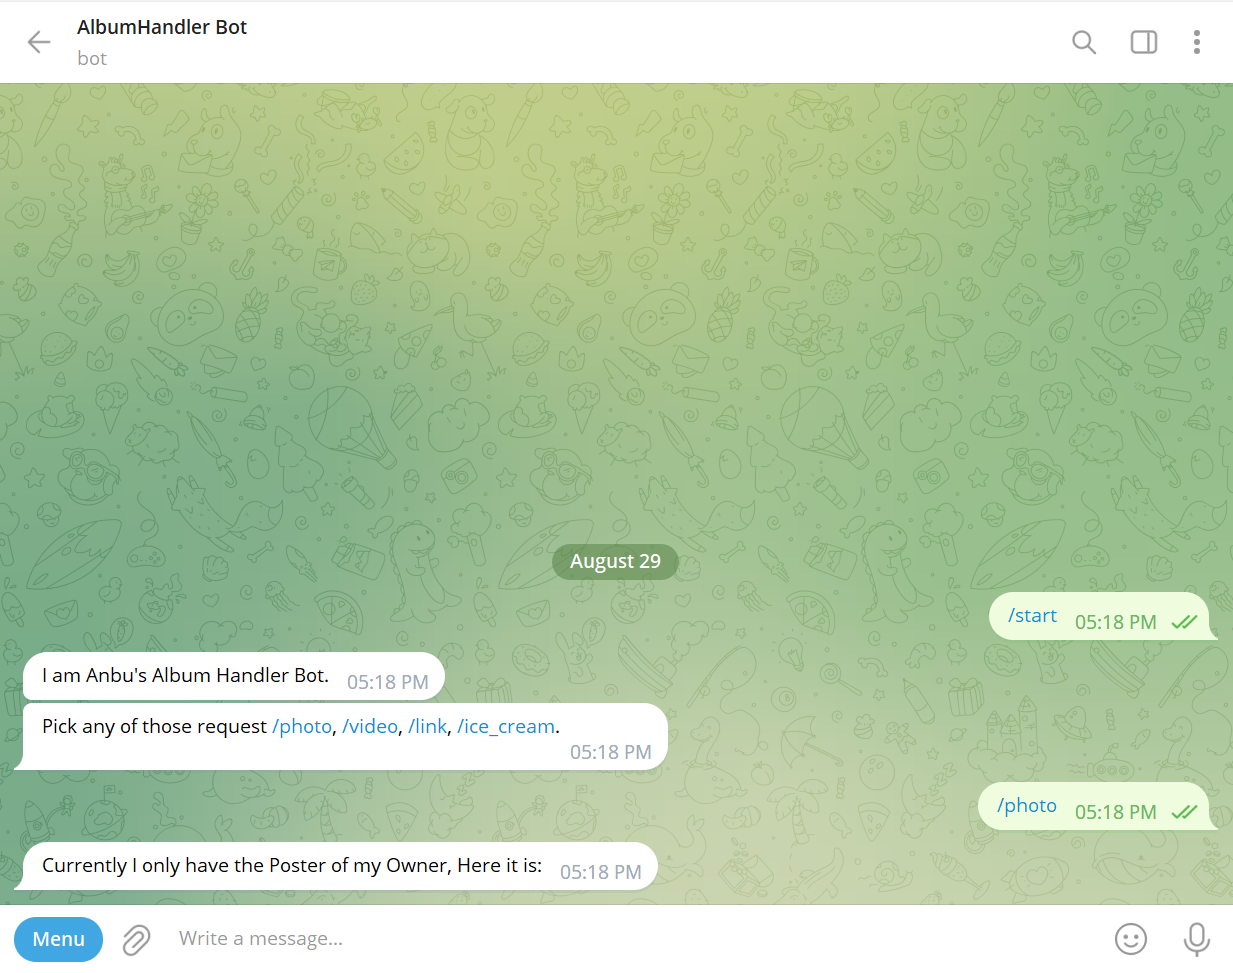 AlbumHandler Bot
bot
August 29
/start 05:18 PM
I am Anbu's Album Handler Bot. 05:18 PM
Pick any of those request /photo, /video, /link, /ice_cream.
05:18 PM
/photo 05:18 PM
Currently I only have the Poster of my Owner, Here it is: 05:18 PM
Menu
Write a message...